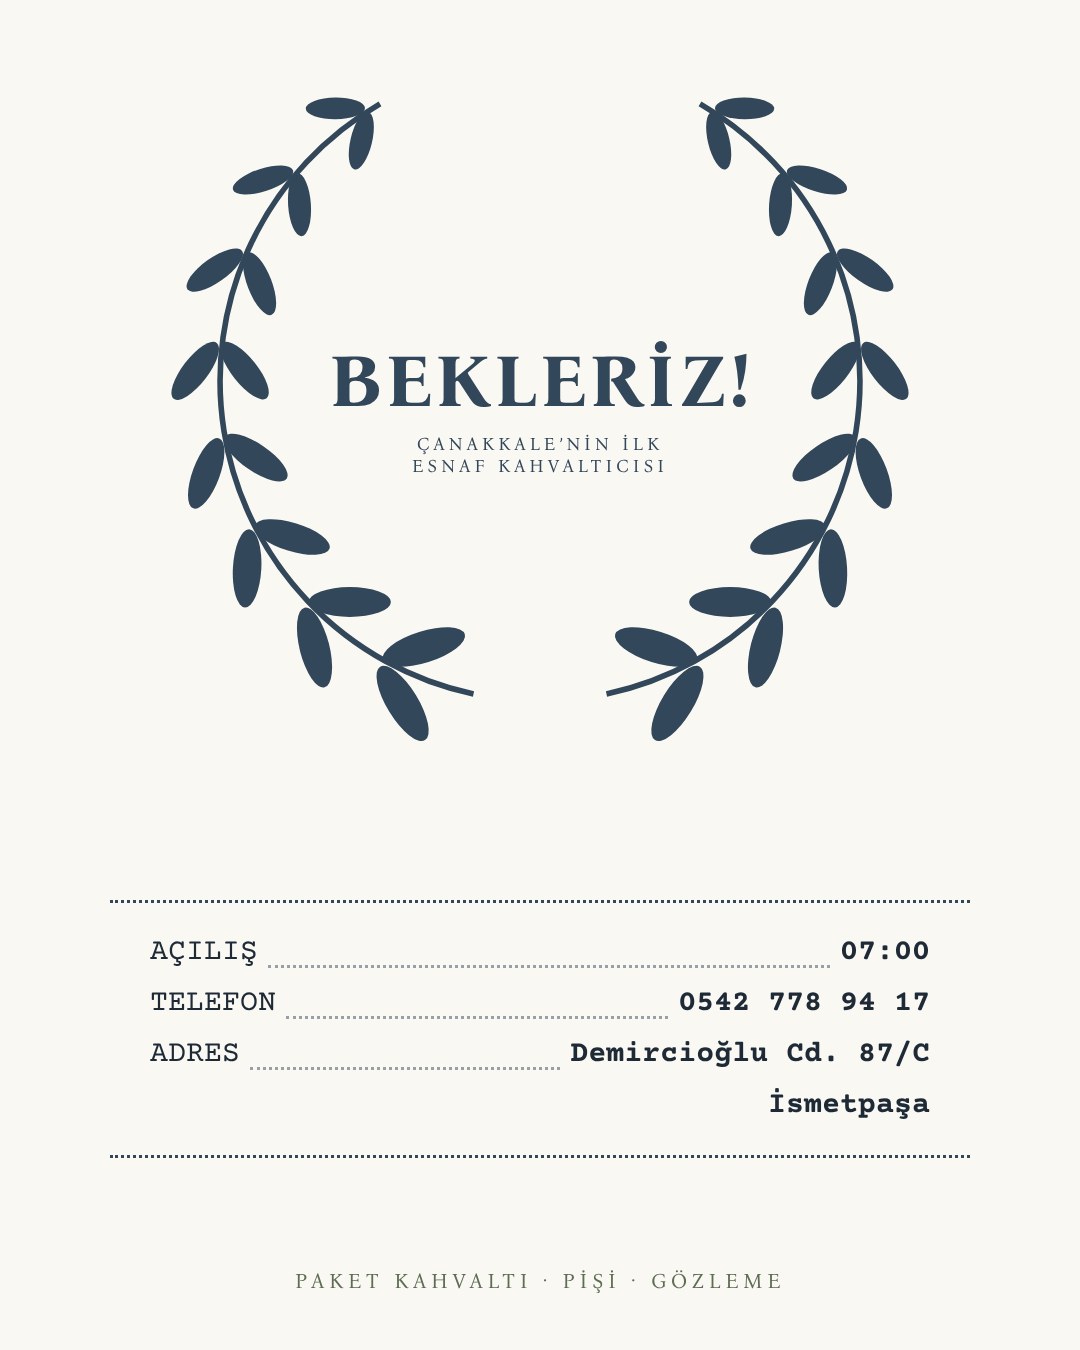 BEKLERİZ!
ÇANAKKALE'NİN İLK
ESNAF KAHVALTICISI
AÇILIŞ 07:00
TELEFON 0542 778 94 17
ADRES Demircioğlu Cd. 87/C
İsmetpaşa
PAKET KAHVALTI · PİŞİ · GÖZLEME